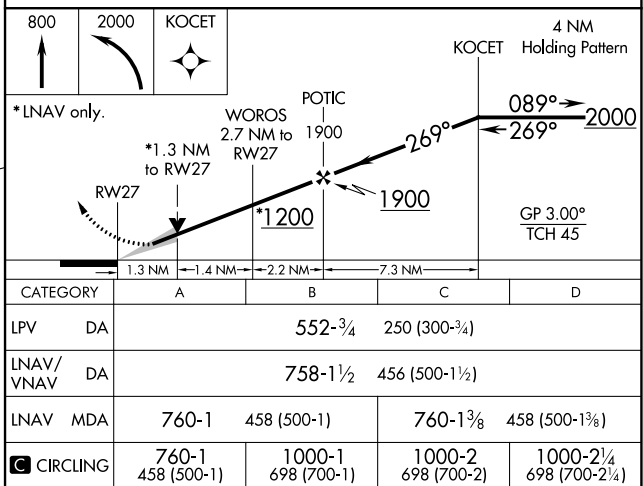 800 2000 KOCET
4 NM
Holding Pattern
KOCET
*LNAV only.
POTIC
1900
WOROS
2.7 NM to
RW27
*1.3 NM
to RW27
RW27
089°
2000
269°
269°
1900
*1200
GP 3.00°
TCH 45
1.3 NM 1.4 NM 2.2 NM 7.3 NM
CATEGORY A B C D
LPV DA 552-¾ 250 (300-¾)
LNAV/
VNAV DA 758-1½ 456 (500-1½)
LNAV MDA 760-1 458 (500-1) 760-1⅜ 458 (500-1⅜)
C CIRCLING 760-1 1000-1 1000-2 1000-2¼
458 (500-1) 698 (700-1) 698 (700-2) 698 (700-2¼)